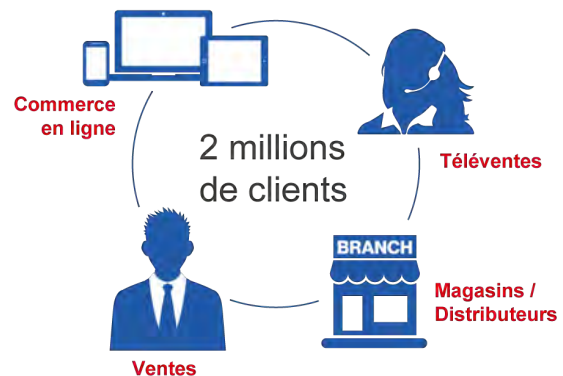 Commerce
en ligne
2 millions
de clients
Téléventes
BRANCH
Magasins /
Distributeurs
Ventes